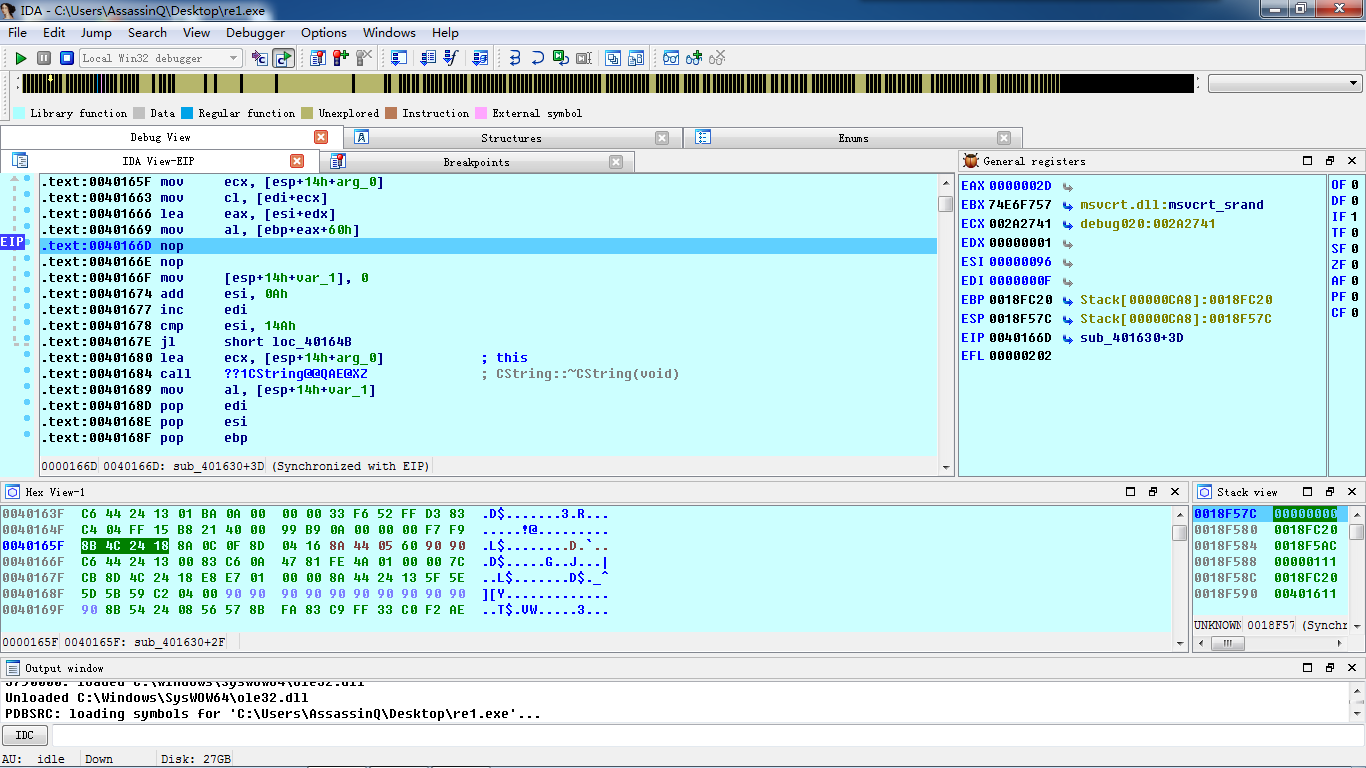 IDA - C:\Users\AssassinQ\Desktop\re1.exe
File Edit Jump Search View Debugger Options Windows Help
Local Win32 debugger
Library function Data Regular function Unexplored Instruction External symbol
Debug View Structures Enums
IDA View-EIP Breakpoints
.text:0040165F mov ecx, [esp+14h+arg_0]
.text:00401663 mov cl, [edi+ecx]
.text:00401666 lea eax, [esi+edx]
.text:00401669 mov al, [ebp+eax+60h]
EIP
.text:0040166D nop
.text:0040166E nop
.text:0040166F mov [esp+14h+var_1], 0
.text:00401674 add esi, 0Ah
.text:00401677 inc edi
.text:00401678 cmp esi, 14Ah
.text:0040167E jl short loc_40164B
.text:00401680 lea ecx, [esp+14h+arg_0] ; this
.text:00401684 call ??1CString@@QAE@XZ ; CString::~CString(void)
.text:00401689 mov al, [esp+14h+var_1]
.text:0040168D pop edi
.text:0040168E pop esi
.text:0040168F pop ebp
0000166D 0040166D: sub_401630+3D (Synchronized with EIP)
General registers
EAX 0000002D
EBX 74E6F757 msvcrt.dll:msvcrt_srand
ECX 002A2741 debug020:002A2741
EDX 00000001
ESI 00000096
EDI 0000000F
EBP 0018FC20 Stack[00000CA8]:0018FC20
ESP 0018F57C Stack[00000CA8]:0018F57C
EIP 0040166D sub_401630+3D
EFL 00000202
OF 0
DF 0
IF 1
TF 0
SF 0
ZF 0
AF 0
PF 0
CF 0
Hex View-1
0040163F C6 44 24 13 01 BA 0A 00 00 00 33 F6 52 FF D3 83 .D$.......3.R...
0040164F C4 04 FF 15 B8 21 40 00 99 B9 0A 00 00 00 F7 F9 .....!@.........
0040165F 8B 4C 24 18 8A 0C 0F 8D 04 16 8A 44 05 60 90 90 .L$........D.`..
0040166F C6 44 24 13 00 83 C6 0A 47 81 FE 4A 01 00 00 7C .D$.....G..J...|
0040167F CB 8D 4C 24 18 E8 E7 01 00 00 8A 44 24 13 5F 5E ..L$.......D$._^
0040168F 5D 5B 59 C2 04 00 90 90 90 90 90 90 90 90 90 90 ][Y.............
0040169F 90 8B 54 24 08 56 57 8B FA 83 C9 FF 33 C0 F2 AE ..T$.VW.....3...
0000165F 0040165F: sub_401630+2F
Stack view
0018F57C 00000000
0018F580 0018FC20
0018F584 0018F5AC
0018F588 00000111
0018F58C 0018FC20
0018F590 00401611
UNKNOWN 0018F57 (Synchr
Output window
Unloaded C:\Windows\SysWOW64\ole32.dll
PDBSRC: loading symbols for 'C:\Users\AssassinQ\Desktop\re1.exe'...
IDC
AU: idle Down Disk: 27GB